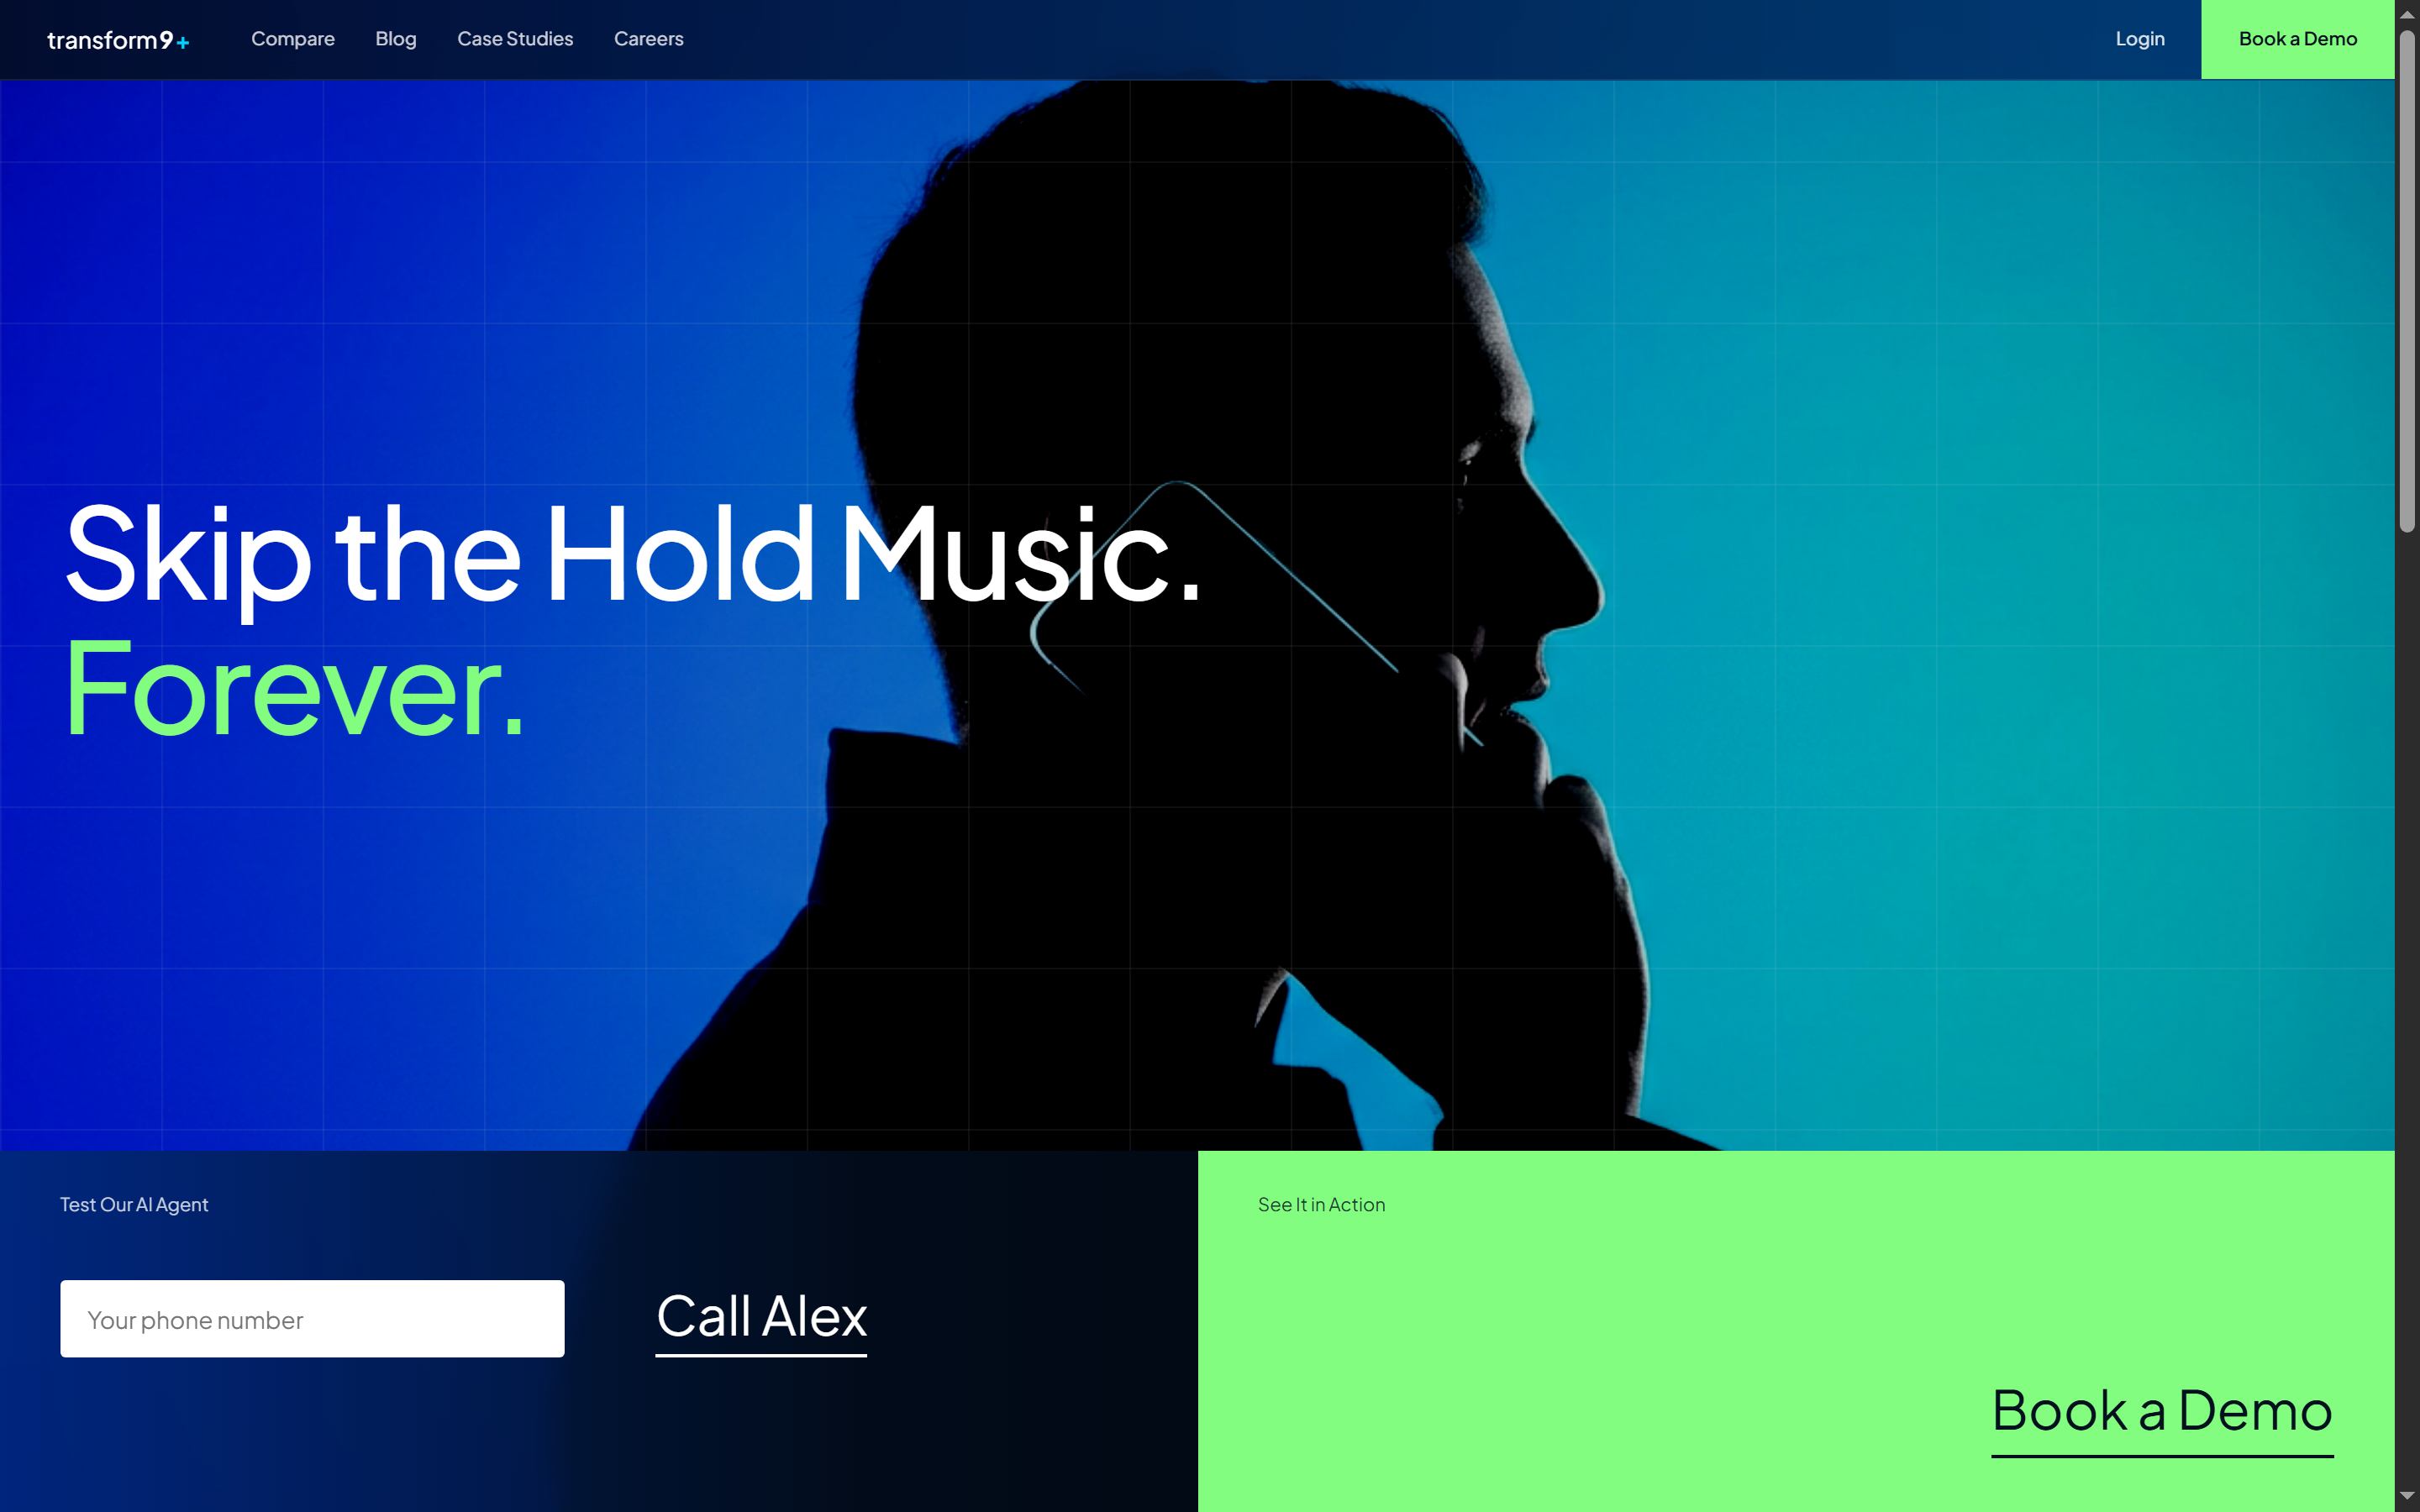 transform9+
Compare
Blog
Case Studies
Careers
Login
Book a Demo
Skip the Hold Music.
Forever.
Test Our AI Agent
Your phone number
Call Alex
See It in Action
Book a Demo